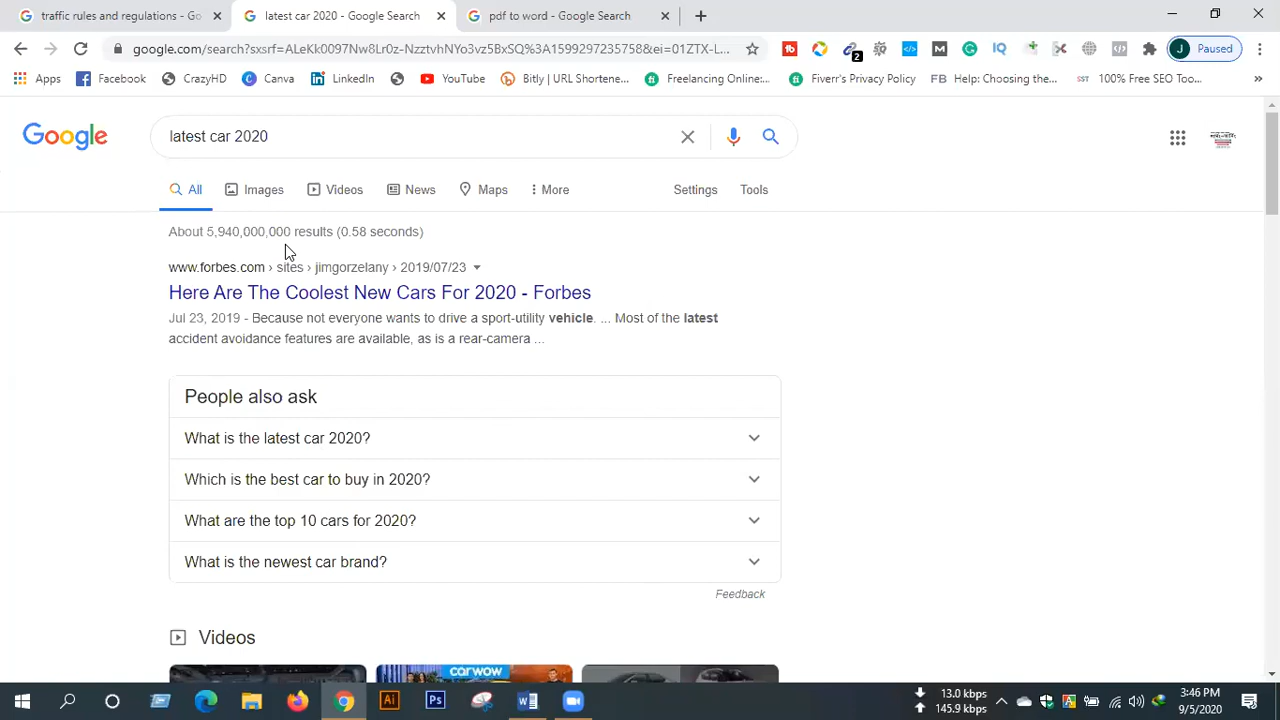 traffic rules and regulations - Go
latest car 2020 - Google Search
pdf to word - Google Search
google.com/search?sxsrf=ALeKk0097Nw8Lr0z-NzztvhNYo3vz5BxSQ%3A1599297235758&ei=01ZTX-L...
2
J Paused
Apps
Facebook
CrazyHD
Canva
LinkedIn
YouTube
Bitly | URL Shortene...
Freelancing Online:...
Fiverr's Privacy Policy
FB Help: Choosing the...
SST 100% Free SEO Too...
Google
latest car 2020
All
Images
Videos
News
Maps
More
Settings
Tools
About 5,940,000,000 results (0.58 seconds)
www.forbes.com › sites › jimgorzelany › 2019/07/23
Here Are The Coolest New Cars For 2020 - Forbes
Jul 23, 2019 - Because not everyone wants to drive a sport-utility vehicle. ... Most of the latest
accident avoidance features are available, as is a rear-camera ...
People also ask
What is the latest car 2020?
Which is the best car to buy in 2020?
What are the top 10 cars for 2020?
What is the newest car brand?
Feedback
Videos
carwow
13.0 kbps
145.9 kbps
3:46 PM
9/5/2020